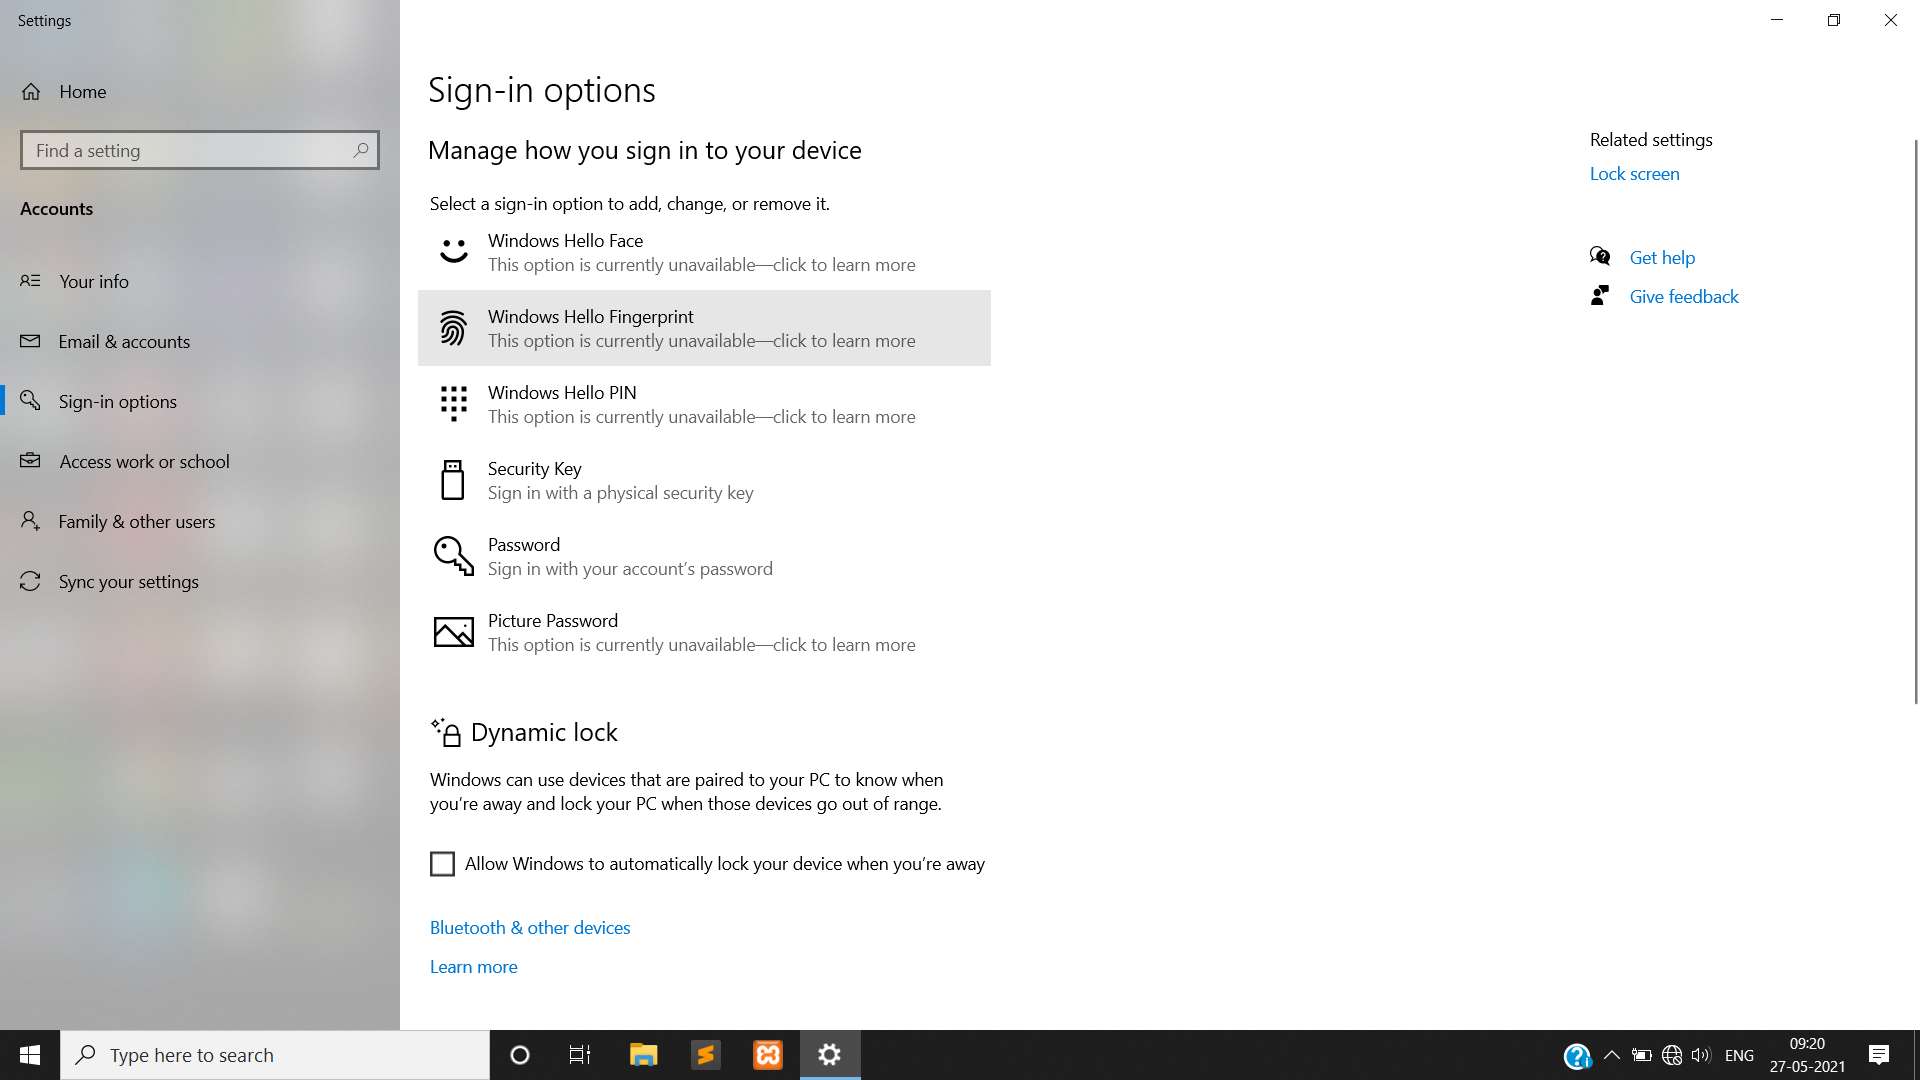 Settings
Home
Find a setting
Accounts
Your info
Email & accounts
Sign-in options
Access work or school
Family & other users
Sync your settings
Sign-in options
Manage how you sign in to your device
Select a sign-in option to add, change, or remove it.
Windows Hello Face
This option is currently unavailable—click to learn more
Windows Hello Fingerprint
This option is currently unavailable—click to learn more
Windows Hello PIN
This option is currently unavailable—click to learn more
Security Key
Sign in with a physical security key
Password
Sign in with your account's password
Picture Password
This option is currently unavailable—click to learn more
Dynamic lock
Windows can use devices that are paired to your PC to know when
you're away and lock your PC when those devices go out of range.
Allow Windows to automatically lock your device when you're away
Bluetooth & other devices
Learn more
Related settings
Lock screen
Get help
Give feedback
Type here to search
ENG
09:20
27-05-2021